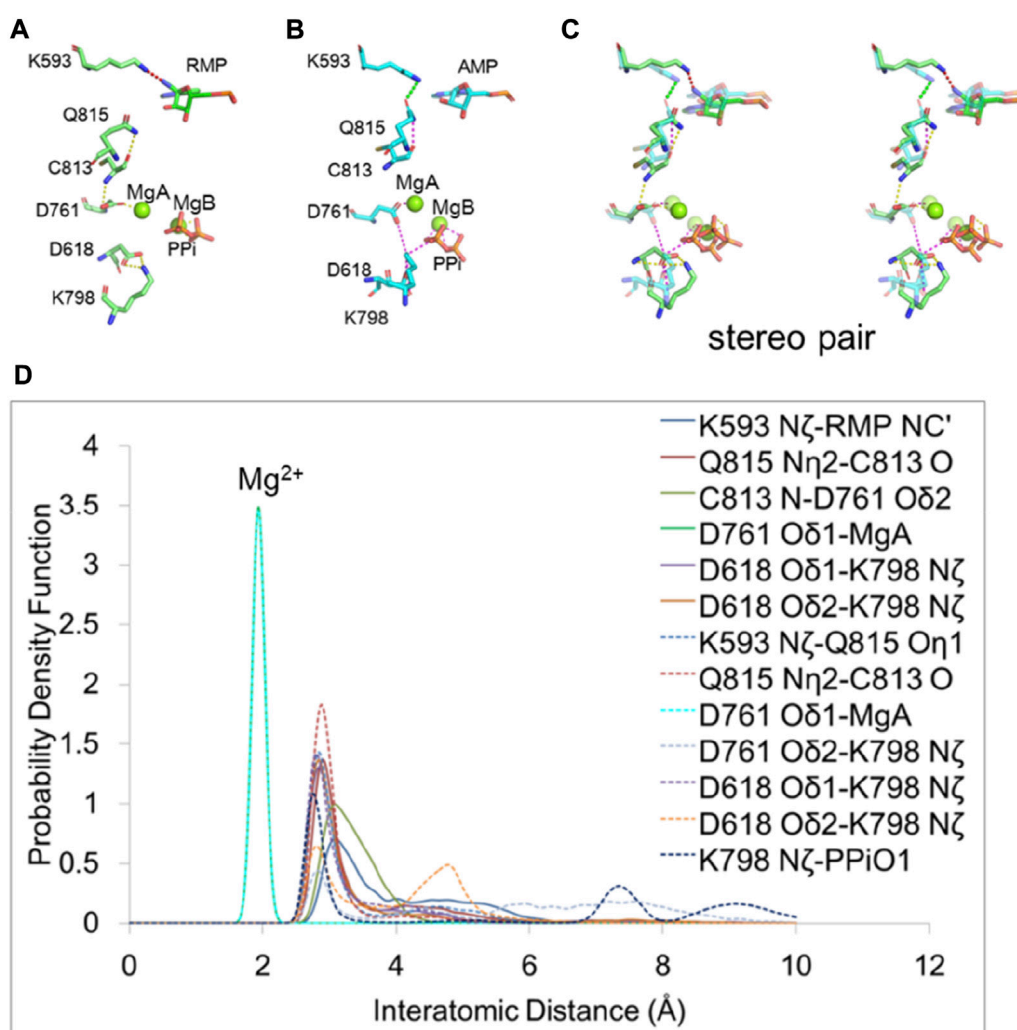 A
K593
RMP
Q815
C813
MgA
D761
MgB
D618
PPi
K798
B
K593
AMP
Q815
C813
MgA
D761
MgB
D618
PPi
K798
C
stereo pair
D
Probability Density Function
4
3.5
3
2.5
2
1.5
1
0.5
0
Mg2+
K593 Nζ-RMP NC'
Q815 Nη2-C813 O
C813 N-D761 Oδ2
D761 Oδ1-MgA
D618 Oδ1-K798 Nζ
D618 Oδ2-K798 Nζ
K593 Nζ-Q815 Oη1
Q815 Nη2-C813 O
D761 Oδ1-MgA
D761 Oδ2-K798 Nζ
D618 Oδ1-K798 Nζ
D618 Oδ2-K798 Nζ
K798 Nζ-PPiO1
0 2 4 6 8 10 12
Interatomic Distance (Å)